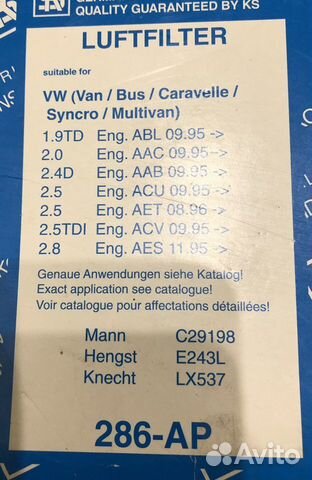 QUALITY GUARANTEED BY KS
LUFTFILTER
suitable for
VW (Van / Bus / Caravelle /
Syncro / Multivan)
1.9TD Eng. ABL 09.95 ->
2.0 Eng. AAC 09.95->
2.4D Eng. AAB 09.95 ->
2.5 Eng. ACU 09.95->
2.5 Eng. AET 08.96 ->
2.5TDI Eng. ACV 09.95->
2.8 Eng. AES 11.95 ->
Genaue Anwendungen siehe Katalog!
Exact application see catalogue!
Voir catalogue pour affectations détaillées!
Mann C29198
Hengst E243L
Knecht LX537
286-AP
Avito